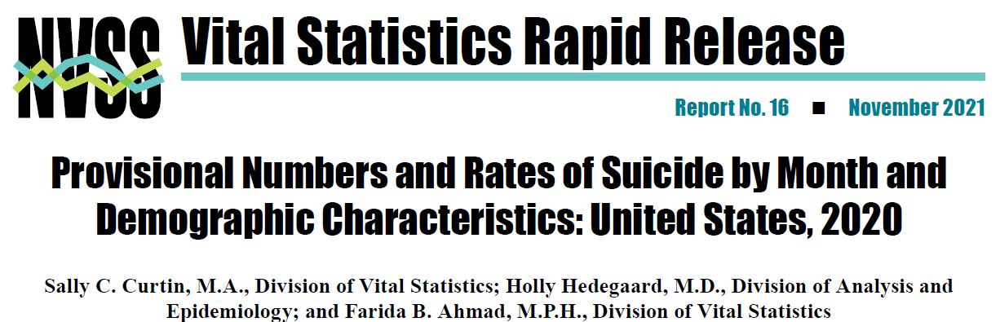 NVSS
Vital Statistics Rapid Release
Report No. 16 ■ November 2021
Provisional Numbers and Rates of Suicide by Month and
Demographic Characteristics: United States, 2020
Sally C. Curtin, M.A., Division of Vital Statistics; Holly Hedegaard, M.D., Division of Analysis and
Epidemiology; and Farida B. Ahmad, M.P.H., Division of Vital Statistics